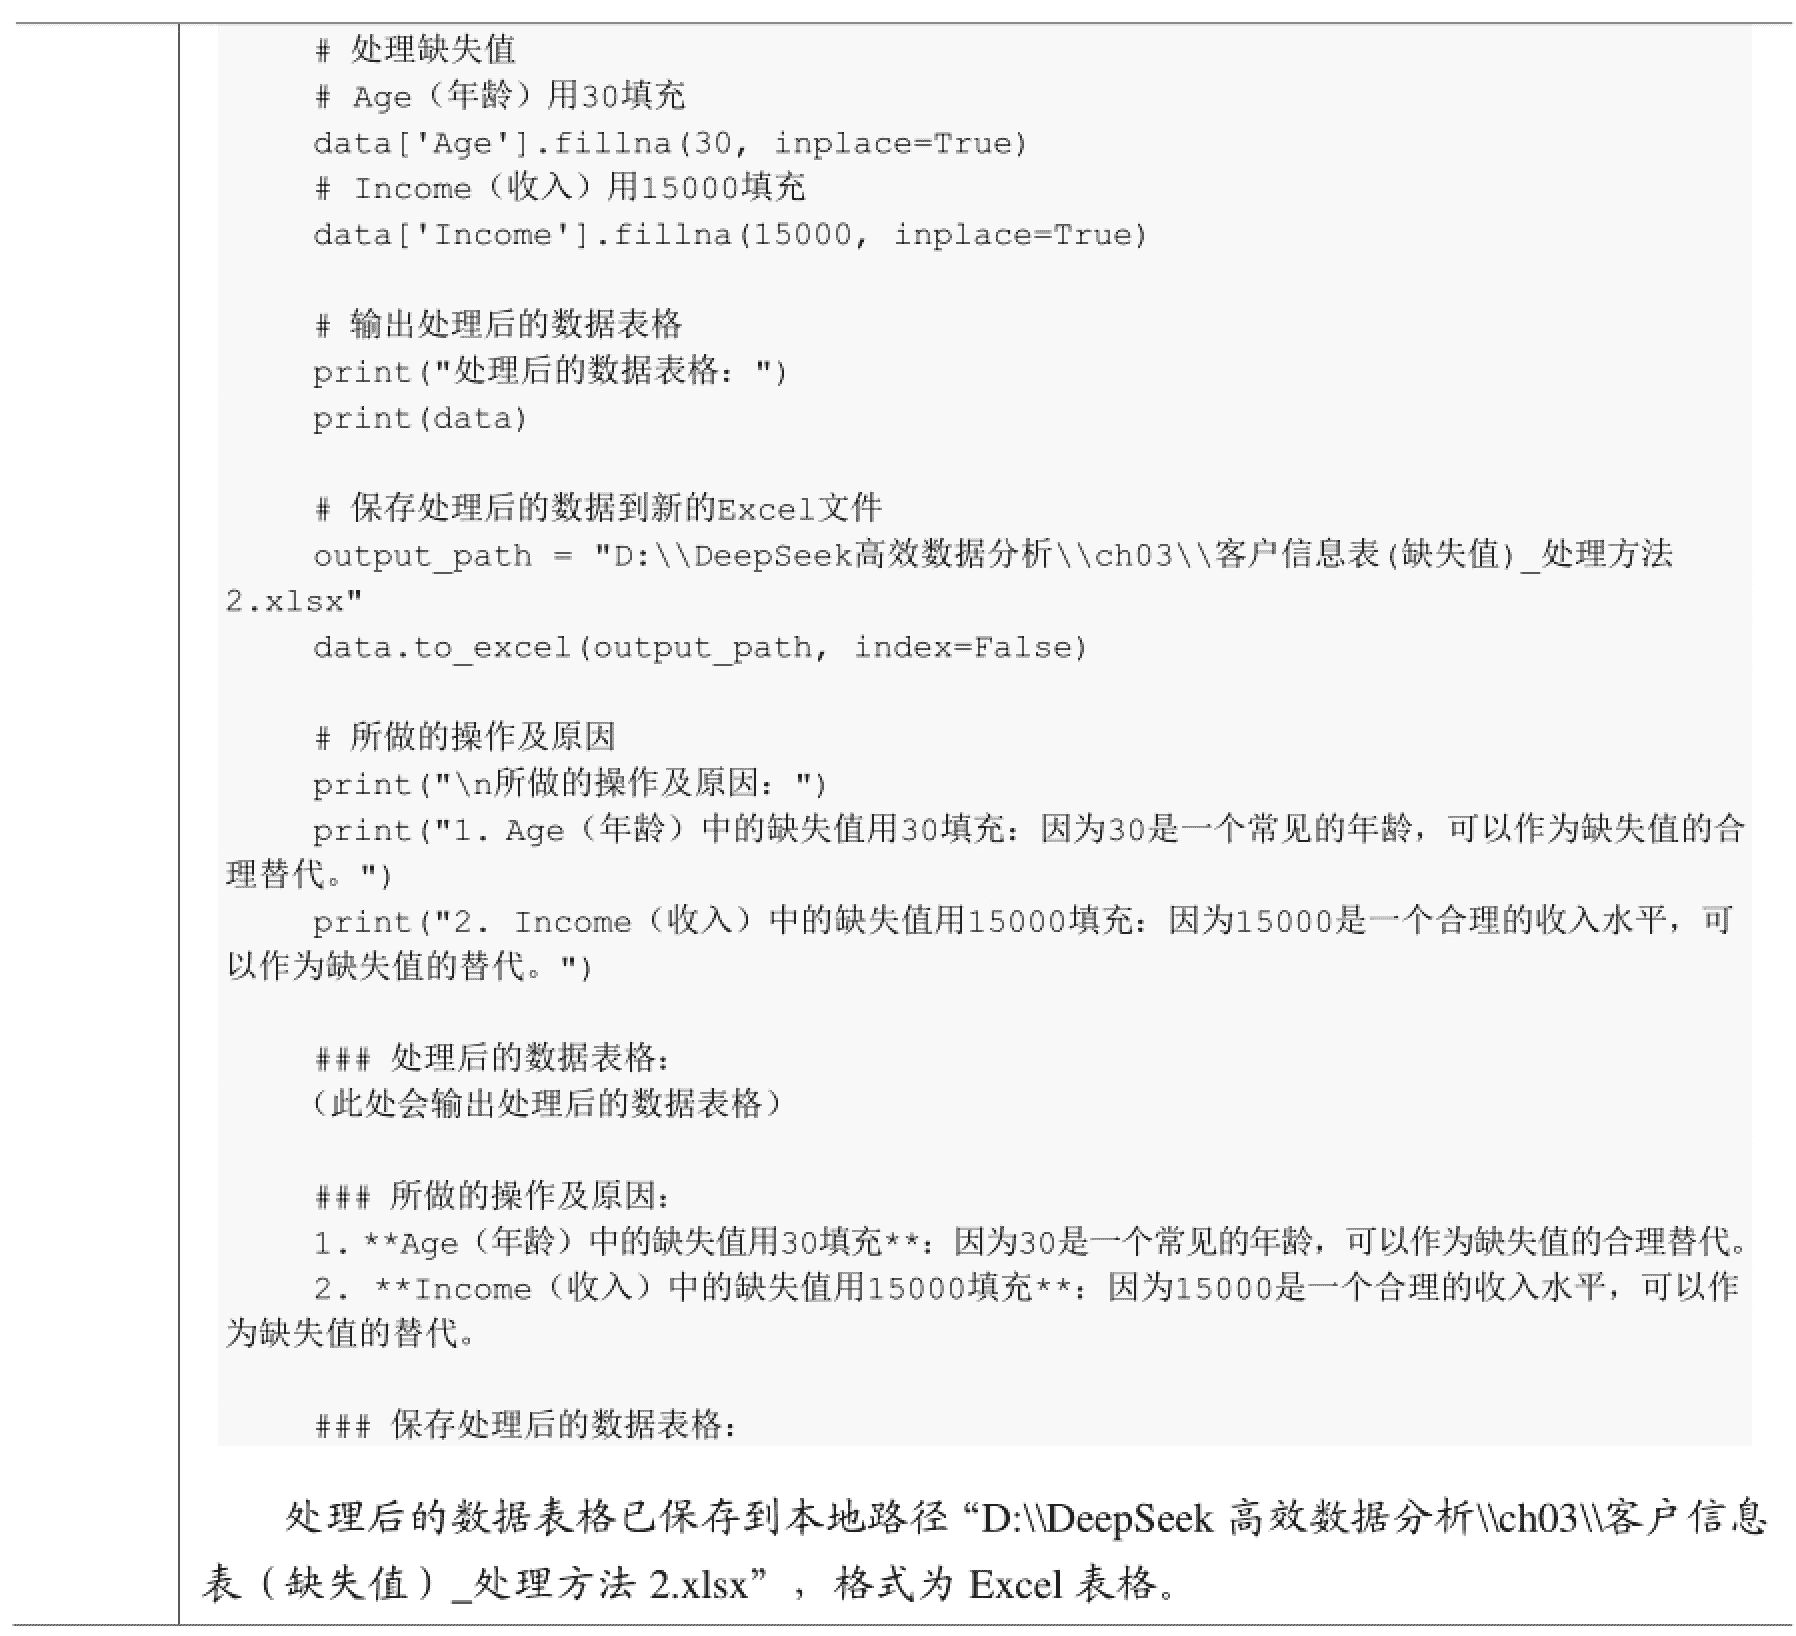 # 处理缺失值
# Age（年龄）用30填充
data['Age'].fillna(30, inplace=True)
# Income（收入）用15000填充
data['Income'].fillna(15000, inplace=True)
# 输出处理后的数据表格
print("处理后的数据表格：")
print(data)
# 保存处理后的数据到新的Excel文件
output_path = "D:\\DeepSeek高效数据分析\\ch03\\客户信息表(缺失值)_处理方法
2.xlsx"
data.to_excel(output_path, index=False)
# 所做的操作及原因
print("\n所做的操作及原因：")
print("1. Age（年龄）中的缺失值用30填充：因为30是一个常见的年龄，可以作为缺失值的合
理替代。")
print("2. Income（收入）中的缺失值用15000填充：因为15000是一个合理的收入水平，可
以作为缺失值的替代。")
### 处理后的数据表格：
（此处会输出处理后的数据表格）
### 所做的操作及原因：
1. **Age（年龄）中的缺失值用30填充**：因为30是一个常见的年龄，可以作为缺失值的合理替代。
2. **Income（收入）中的缺失值用15000填充**：因为15000是一个合理的收入水平，可以作
为缺失值的替代。
### 保存处理后的数据表格：
处理后的数据表格已保存到本地路径“D:\\DeepSeek 高效数据分析\\ch03\\客户信息
表（缺失值）_处理方法 2.xlsx”，格式为 Excel 表格。